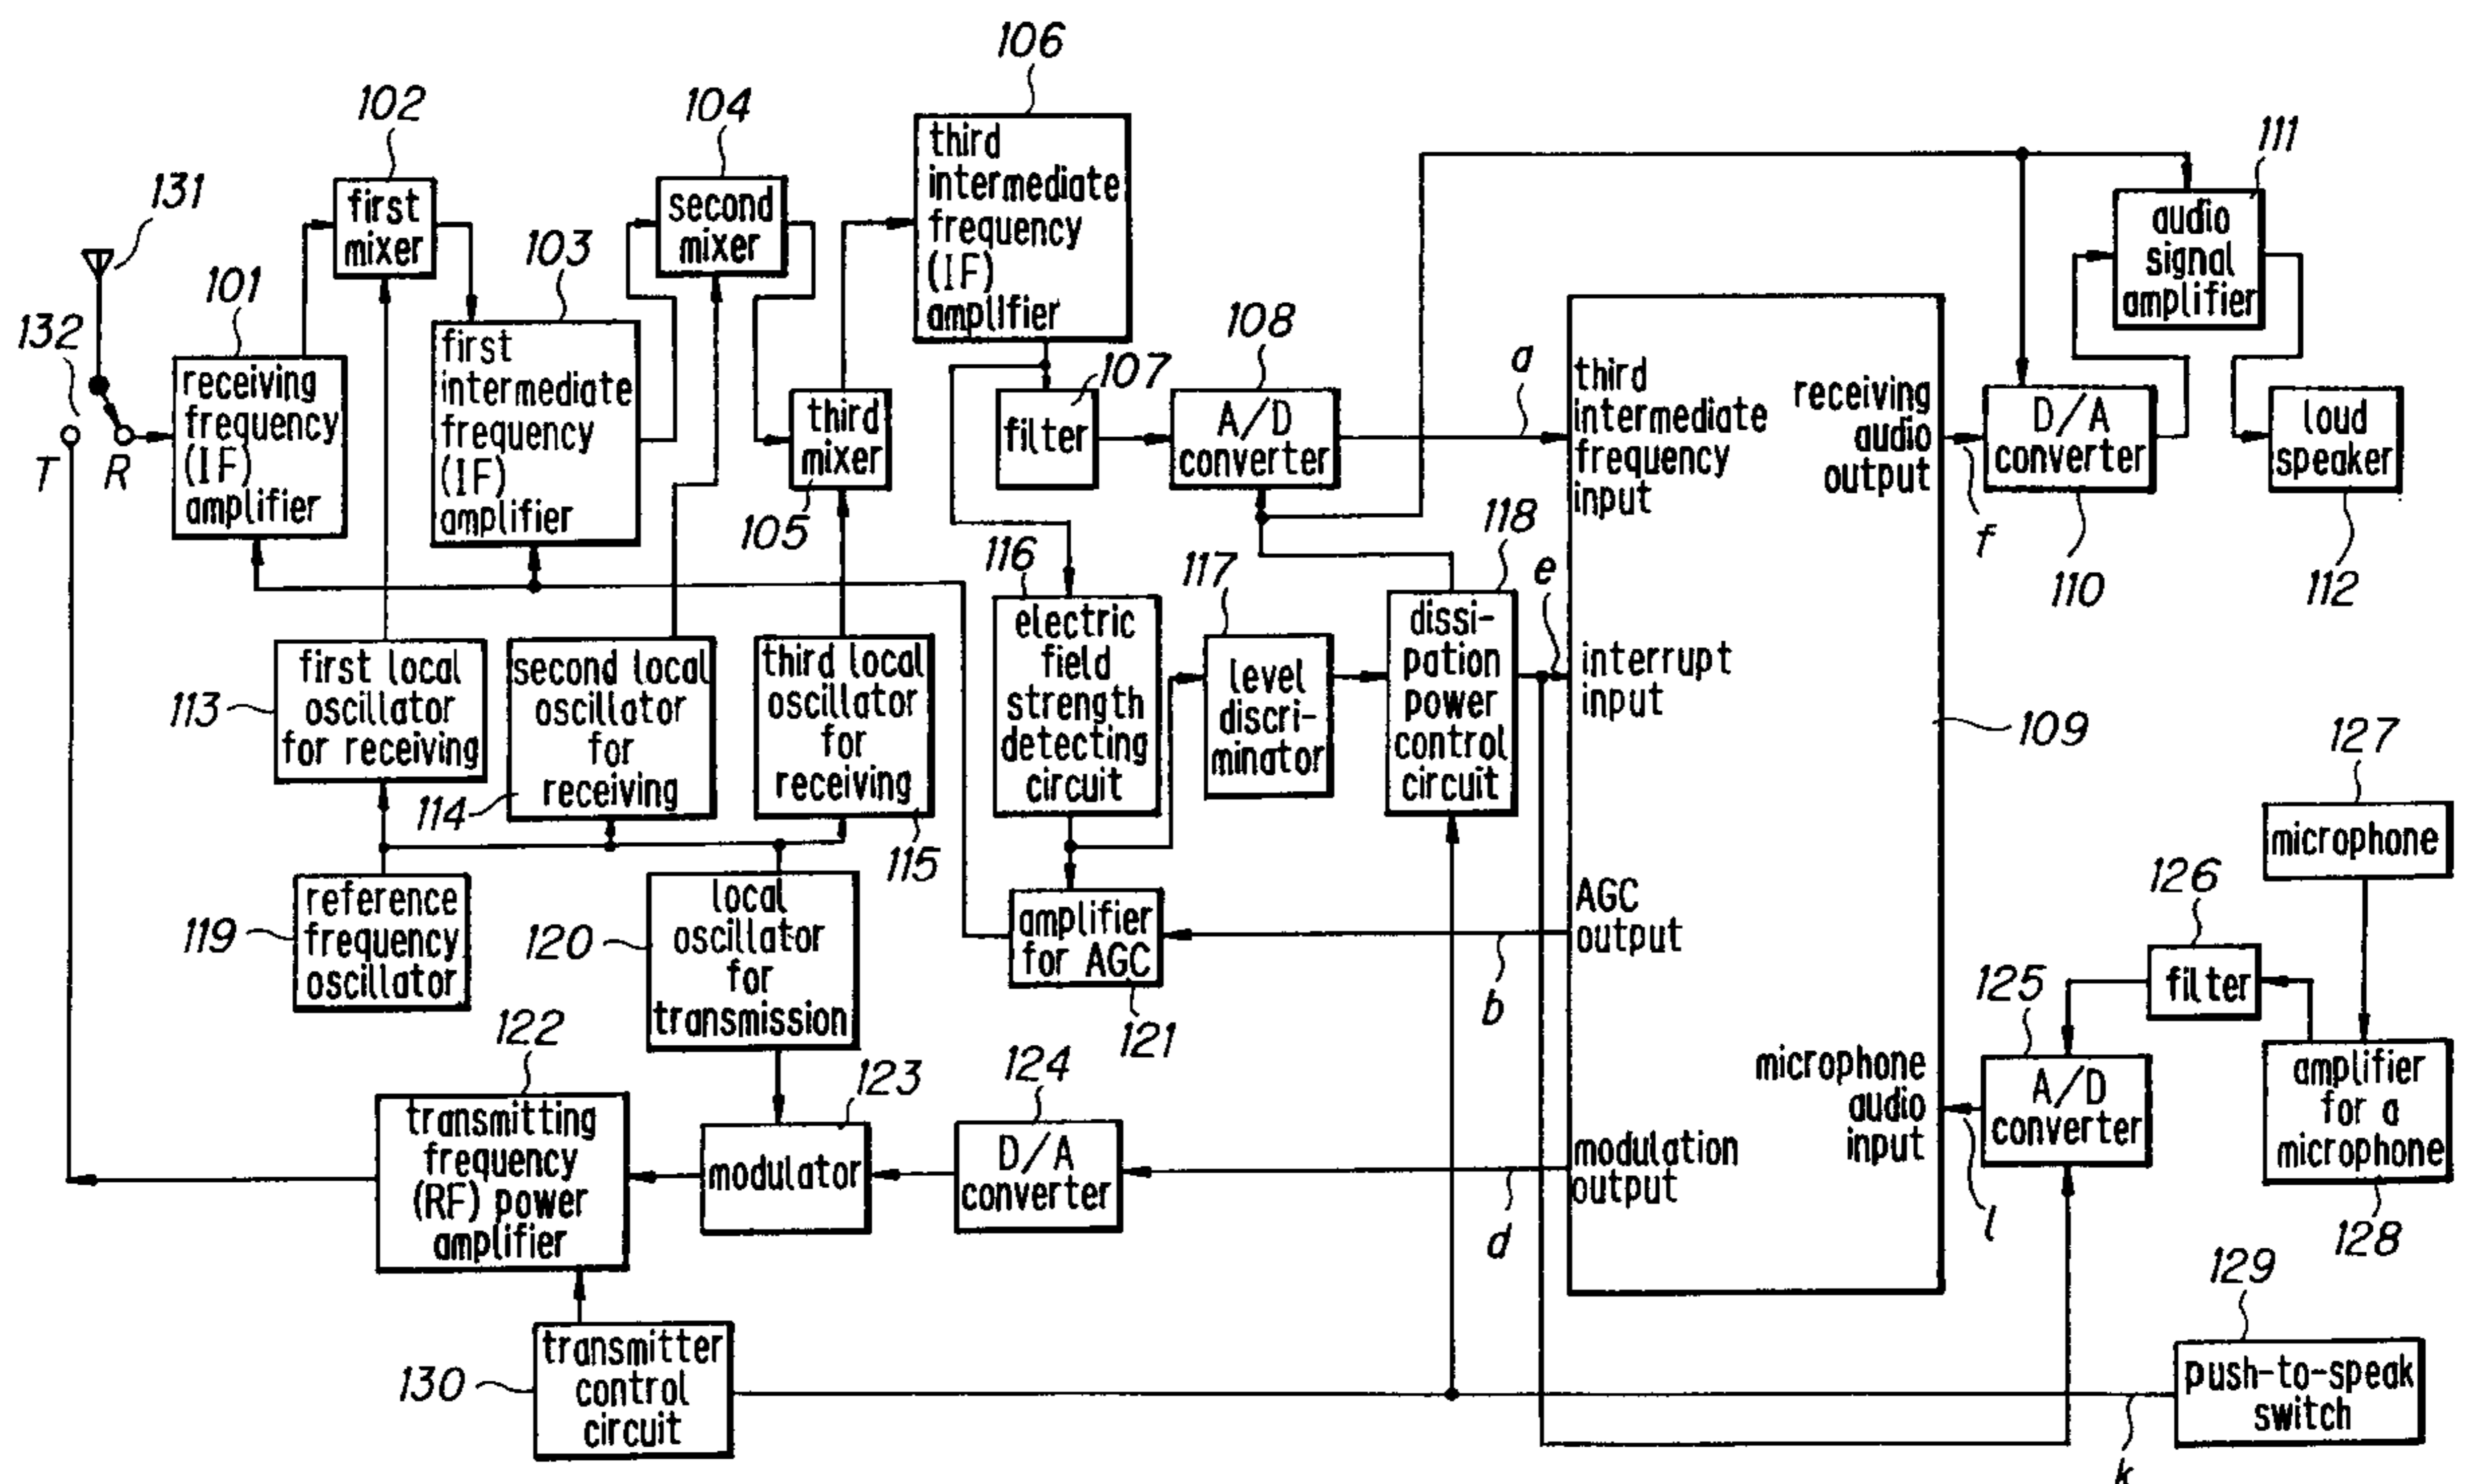 106
102
104
111
131
third
intermediate
frequency
(IF)
amplifier
first
mixer
second
mixer
audio
signal
amplifier
103
101
132
108
107
a
first
intermediate
frequency
(IF)
amplifier
receiving
frequency
(IF)
amplifier
T
R
third
mixer
105
filter
A/D
converter
third
intermediate
frequency
input
receiving
audio
output
D/A
converter
loud
speaker
f
110
112
118
116
117
e
electric
field
strength
detecting
circuit
level
discri-
minator
dissi-
pation
power
control
circuit
interrupt
input
109
first local
oscillator
for receiving
113
second local
oscillator
for
receiving
114
third local
oscillator
for
receiving
115
127
microphone
reference
frequency
oscillator
119
local
oscillator
for
transmission
120
amplifier
for AGC
121
AGC
output
b
126
filter
125
A/D
converter
l
microphone
audio
input
amplifier
for a
microphone
128
122
transmitting
frequency
(RF) power
amplifier
123
modulator
124
D/A
converter
modulation
output
d
129
push-to-speak
switch
k
130
transmitter
control
circuit